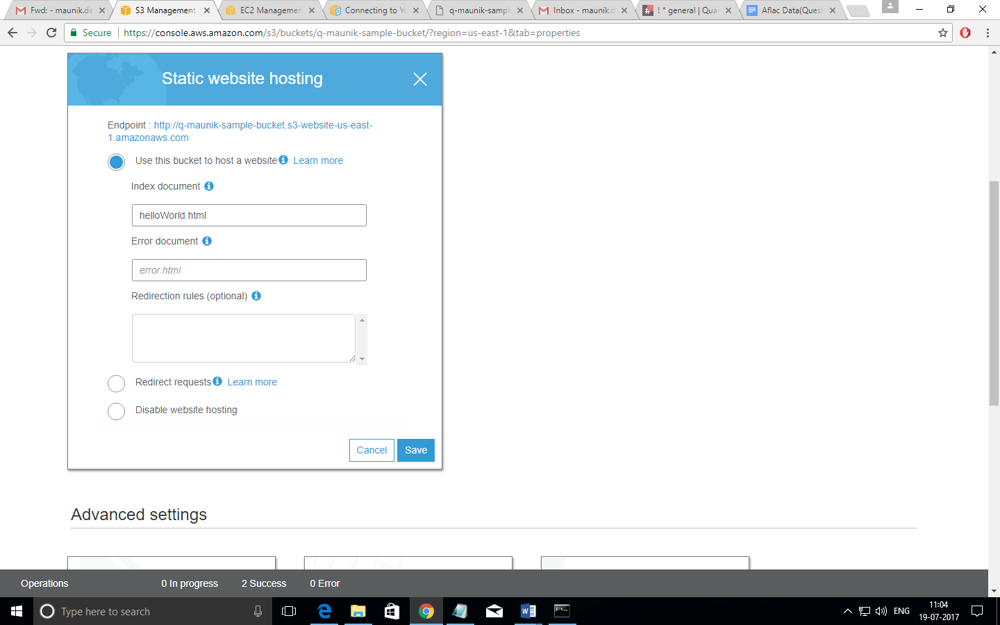 Fwd: - maunik.de
S3 Management
EC2 Managemen
Connecting to Yo
q-maunik-sampl
Inbox - maunik.d
! * general | Qua
Aflac Data(Quest
Secure
https://console.aws.amazon.com/s3/buckets/q-maunik-sample-bucket/?region=us-east-1&tab=properties
Static website hosting
Endpoint : http://q-maunik-sample-bucket.s3-website-us-east-
1.amazonaws.com
Use this bucket to host a website Learn more
Index document
helloWorld.html
Error document
error.html
Redirection rules (optional)
Redirect requests Learn more
Disable website hosting
Cancel Save
Advanced settings
Operations 0 In progress 2 Success 0 Error
Type here to search
ENG
11:04
19-07-2017